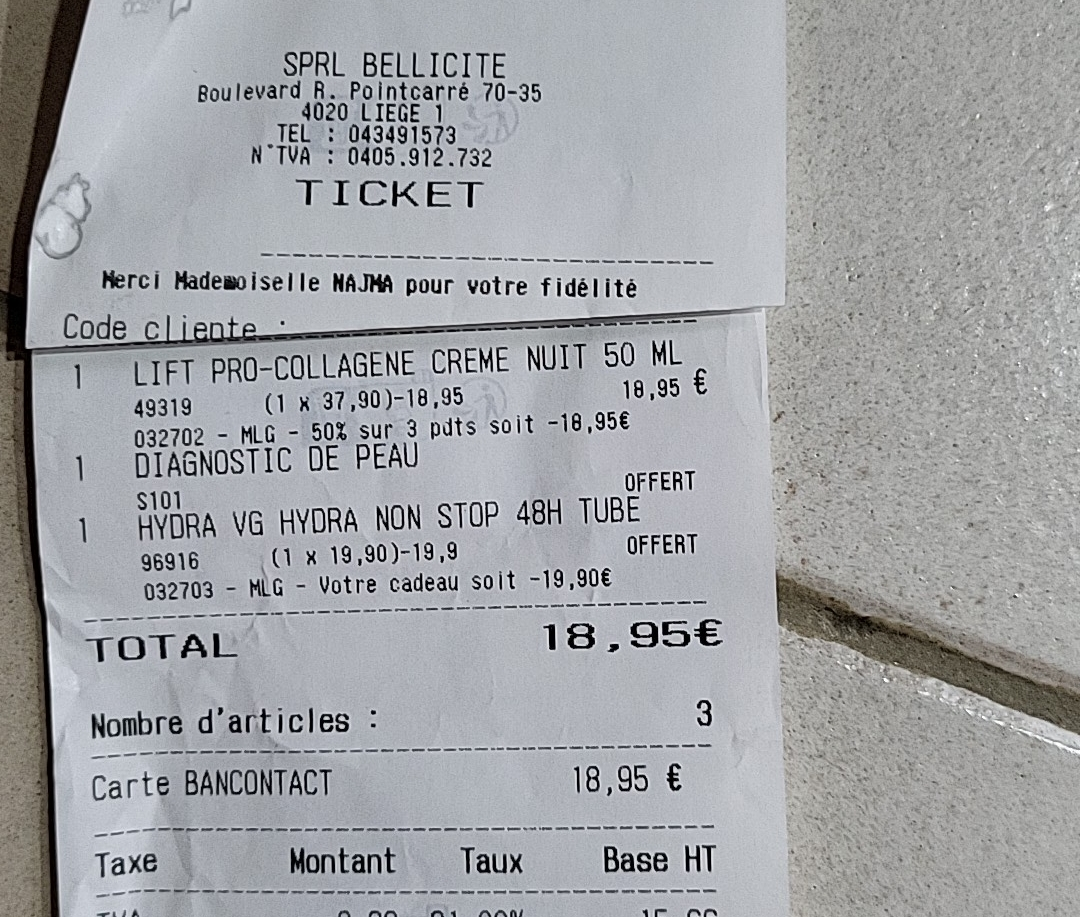 SPRL BELLICITE
Boulevard R. Pointcarré 70-35
4020 LIEGE 1
TEL : 043491573
N°TVA : 0405.912.732
TICKET
Merci Mademoiselle NAJMA pour votre fidélité
Code cliente :
1 LIFT PRO-COLLAGENE CREME NUIT 50 ML
49319 (1 x 37,90)-18,95 18,95 €
032702 - MLG - 50% sur 3 pdts soit -18,95€
1 DIAGNOSTIC DE PEAU
S101 OFFERT
1 HYDRA VG HYDRA NON STOP 48H TUBE
96916 (1 x 19,90)-19,9 OFFERT
032703 - MLG - Votre cadeau soit -19,90€
TOTAL 18,95€
Nombre d'articles : 3
Carte BANCONTACT 18,95 €
Taxe Montant Taux Base HT